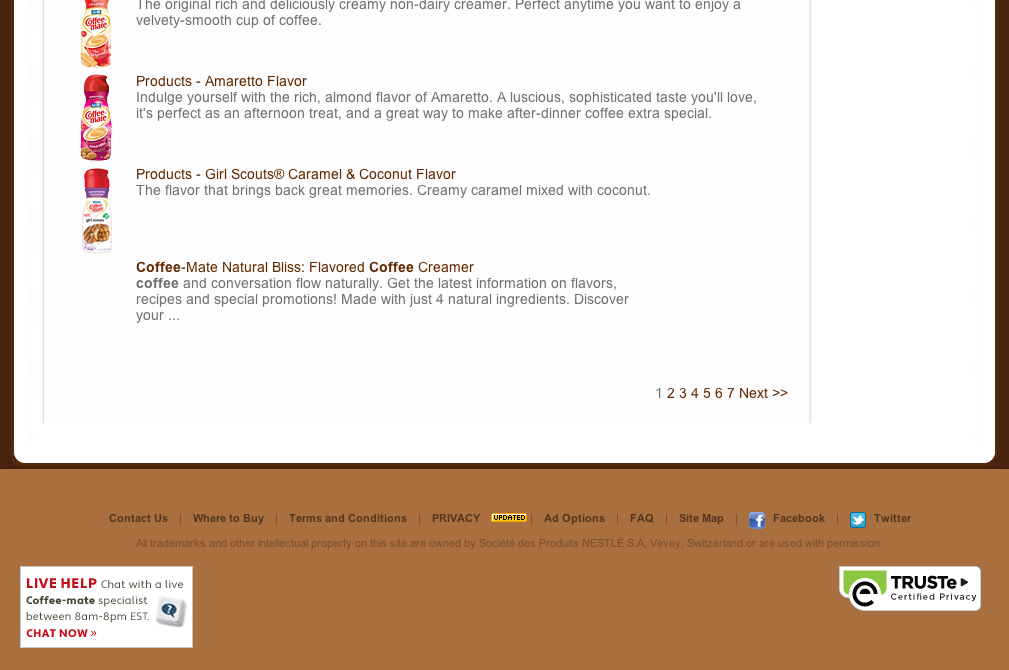 The original rich and deliciously creamy non-dairy creamer. Perfect anytime you want to enjoy a
velvety-smooth cup of coffee.
Coffee
mate
Products - Amaretto Flavor
Indulge yourself with the rich, almond flavor of Amaretto. A luscious, sophisticated taste you'll love,
it's perfect as an afternoon treat, and a great way to make after-dinner coffee extra special.
Coffee
mate
Products - Girl Scouts® Caramel & Coconut Flavor
The flavor that brings back great memories. Creamy caramel mixed with coconut.
girl scouts
Coffee-Mate Natural Bliss: Flavored Coffee Creamer
coffee and conversation flow naturally. Get the latest information on flavors,
recipes and special promotions! Made with just 4 natural ingredients. Discover
your ...
1 2 3 4 5 6 7 Next >>
Contact Us | Where to Buy | Terms and Conditions | PRIVACY UPDATED | Ad Options | FAQ | Site Map | Facebook | Twitter
All trademarks and other intellectual property on this site are owned by Société des Produits NESTLÉ S.A, Vevey, Switzerland or are used with permission.
LIVE HELP Chat with a live
Coffee-mate specialist
between 8am-8pm EST.
CHAT NOW »
TRUSTe
Certified Privacy